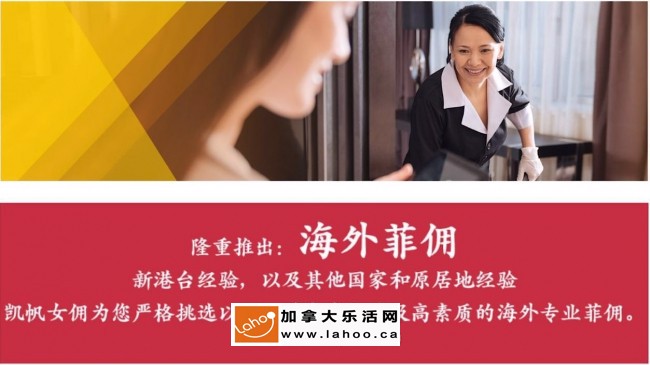 隆重推出：海外菲佣
新港台经验，以及其他国家和原居地经验
凯帆女佣为您严格挑选以 及高素质的海外专业菲佣。
Lahoo 加拿大乐活网
www.lahoo.ca